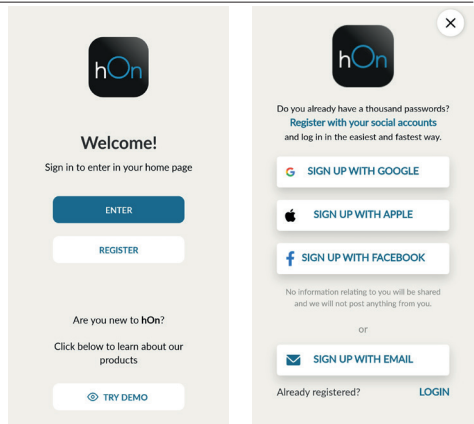 hOn
Welcome!
Sign in to enter in your home page
ENTER
REGISTER
Are you new to hOn?
Click below to learn about our
products
TRY DEMO
hOn
Do you already have a thousand passwords?
Register with your social accounts
and log in in the easiest and fastest way.
SIGN UP WITH GOOGLE
SIGN UP WITH APPLE
SIGN UP WITH FACEBOOK
No information relating to you will be shared
and we will not post anything from you.
or
SIGN UP WITH EMAIL
Already registered? LOGIN